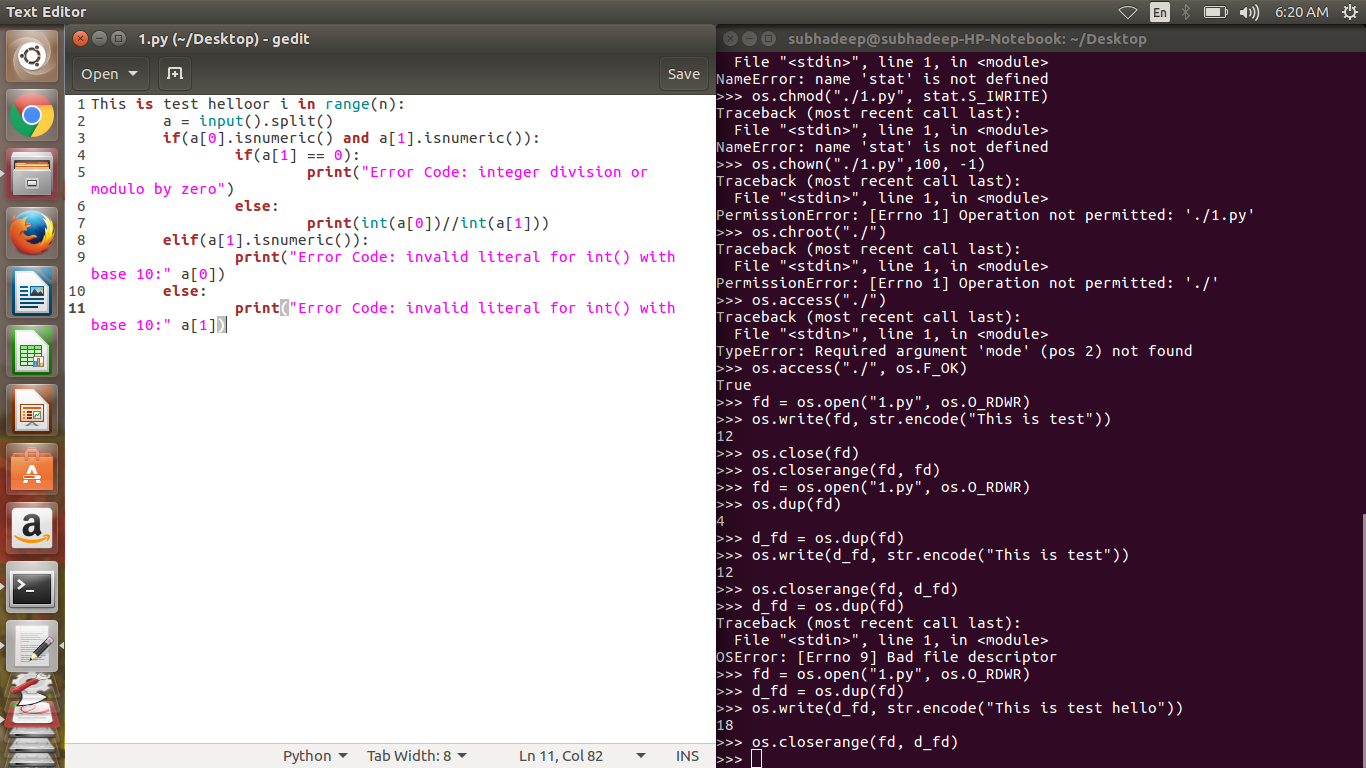 Text Editor
En
6:20 AM
1.py (~/Desktop) - gedit
Open
Save
1 This is test helloor i in range(n):
2 a = input().split()
3 if(a[0].isnumeric() and a[1].isnumeric()):
4 if(a[1] == 0):
5 print("Error Code: integer division or
modulo by zero")
6 else:
7 print(int(a[0])//int(a[1]))
8 elif(a[1].isnumeric()):
9 print("Error Code: invalid literal for int() with
base 10:" a[0])
10 else:
11 print("Error Code: invalid literal for int() with
base 10:" a[1])
Python
Tab Width: 8
Ln 11, Col 82
INS
subhadeep@subhadeep-HP-Notebook: ~/Desktop
File "<stdin>", line 1, in <module>
NameError: name 'stat' is not defined
>>> os.chmod("./1.py", stat.S_IWRITE)
Traceback (most recent call last):
File "<stdin>", line 1, in <module>
NameError: name 'stat' is not defined
>>> os.chown("./1.py",100, -1)
Traceback (most recent call last):
File "<stdin>", line 1, in <module>
PermissionError: [Errno 1] Operation not permitted: './1.py'
>>> os.chroot("./")
Traceback (most recent call last):
File "<stdin>", line 1, in <module>
PermissionError: [Errno 1] Operation not permitted: './'
>>> os.access("./")
Traceback (most recent call last):
File "<stdin>", line 1, in <module>
TypeError: Required argument 'mode' (pos 2) not found
>>> os.access("./", os.F_OK)
True
>>> fd = os.open("1.py", os.O_RDWR)
>>> os.write(fd, str.encode("This is test"))
12
>>> os.close(fd)
>>> os.closerange(fd, fd)
>>> fd = os.open("1.py", os.O_RDWR)
>>> os.dup(fd)
4
>>> d_fd = os.dup(fd)
>>> os.write(d_fd, str.encode("This is test"))
12
>>> os.closerange(fd, d_fd)
>>> d_fd = os.dup(fd)
Traceback (most recent call last):
File "<stdin>", line 1, in <module>
OSError: [Errno 9] Bad file descriptor
>>> fd = os.open("1.py", os.O_RDWR)
>>> d_fd = os.dup(fd)
>>> os.write(d_fd, str.encode("This is test hello"))
18
>>> os.closerange(fd, d_fd)
>>>